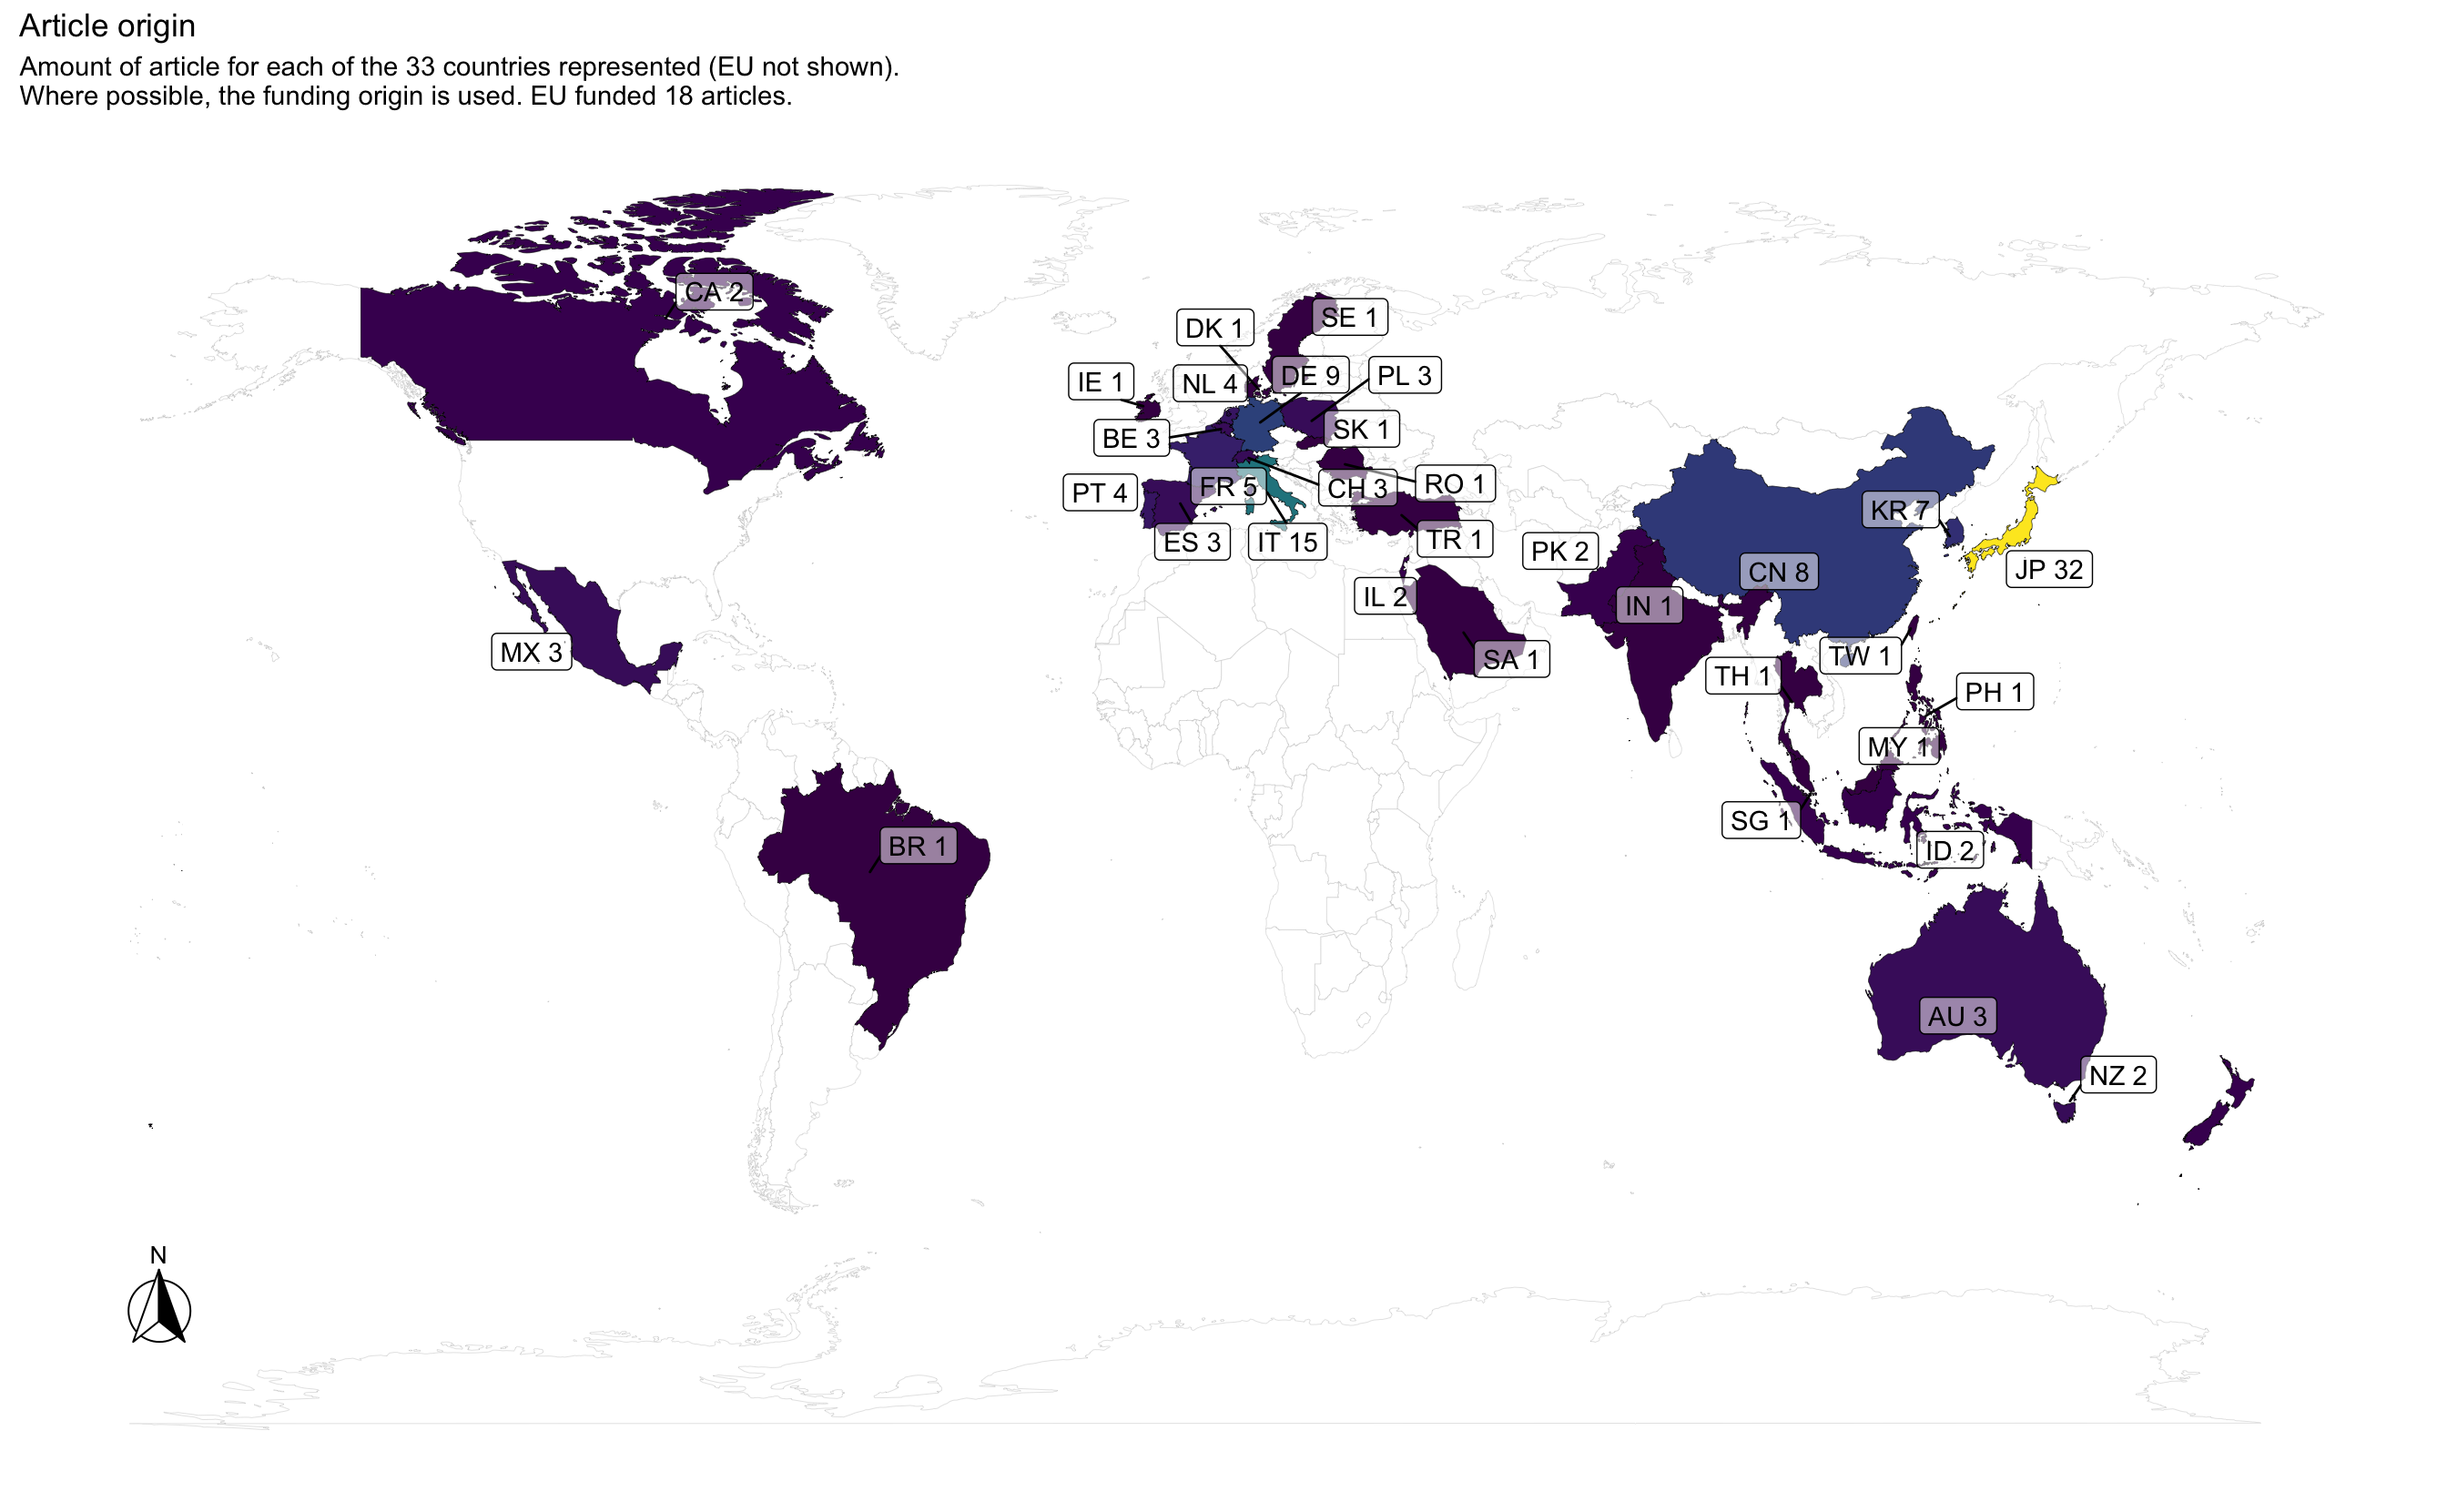 Article origin
Amount of article for each of the 33 countries represented (EU not shown).
Where possible, the funding origin is used. EU funded 18 articles.
CA 2
SE 1
DK 1
DE 9
PL 3
IE 1
NL 4
SK 1
BE 3
PT 4
FR 5
CH 3
RO 1
ES 3
IT 15
TR 1
KR 7
JP 32
PK 2
CN 8
IL 2
IN 1
MX 3
SA 1
TW 1
TH 1
PH 1
MY 1
SG 1
ID 2
BR 1
AU 3
NZ 2
N